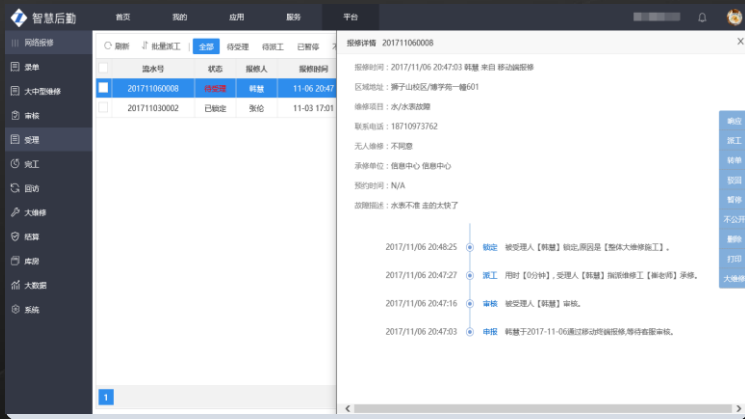 智慧后勤 首页 我的 应用 服务 平台
网络报修
录单
大中型维修
审核
受理
完工
回访
大维修
结算
库房
大数据
系统
刷新 批量派工 全部 待受理 待派工 已暂停
流水号 状态 报修人 报修时间
201711060008 待受理 韩慧 11-06 20:47
201711030002 已锁定 张伦 11-03 17:01
1
报修详情 201711060008 X
报修时间：2017/11/06 20:47:03 韩慧 来自 移动端报修
区域地址：狮子山校区/博学苑一幢601
维修项目：水/水表故障
联系电话：18710973762
无人维修：不同意
承修单位：信息中心 信息中心
预约时间：N/A
故障描述：水表不准 走的太快了
2017/11/06 20:48:25 锁定 被受理人【韩慧】锁定,原因是【整体大维修施工】。
2017/11/06 20:47:27 派工 用时【0分钟】, 受理人【韩慧】指派维修工【崔老师】承修。
2017/11/06 20:47:16 审核 被受理人【韩慧】审核。
2017/11/06 20:47:03 申报 韩慧于2017-11-06通过移动终端报修,等待客服审核。
响应
派工
转单
驳回
暂停
不公开
删除
打印
大维修